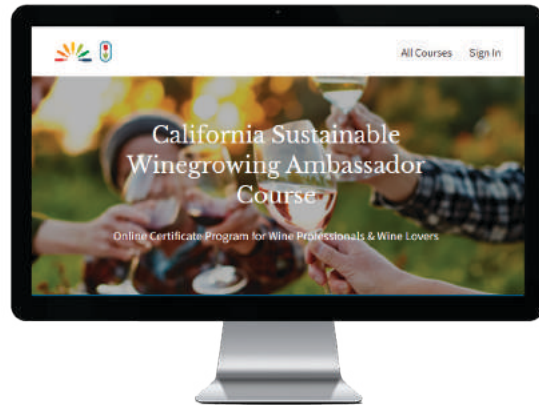 All Courses Sign In
California Sustainable
Winegrowing Ambassador
Course
Online Certificate Program for Wine Professionals & Wine Lovers